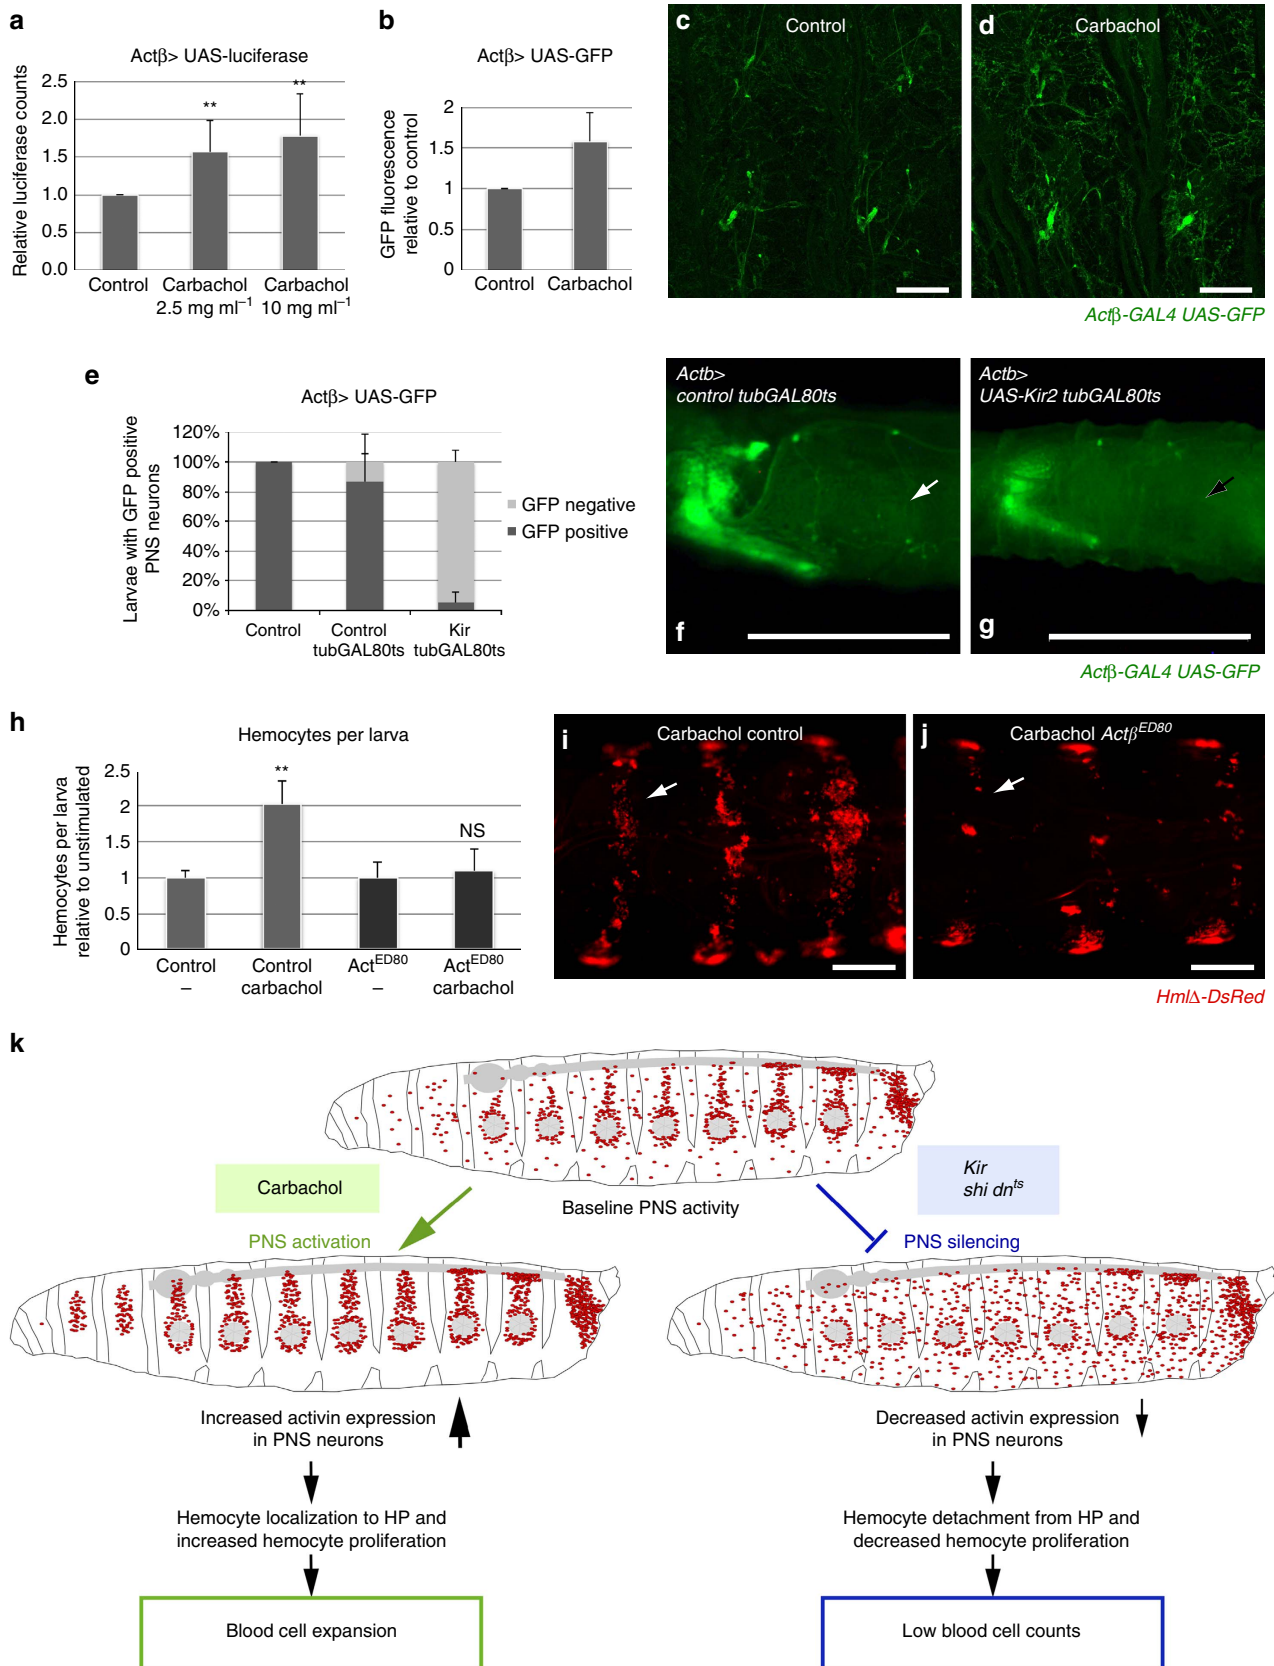 a
Actβ> UAS-luciferase
Relative luciferase counts
2.5
2.0
1.5
1.0
0.5
0.0
**
**
Control
Carbachol
2.5 mg ml⁻¹
Carbachol
10 mg ml⁻¹
b
Actβ> UAS-GFP
GFP fluorescence
relative to control
2
1.5
1
0.5
0
Control
Carbachol
c
Control
d
Carbachol
Actβ-GAL4 UAS-GFP
e
Actβ> UAS-GFP
Larvae with GFP positive
PNS neurons
120%
100%
80%
60%
40%
20%
0%
Control
Control
tubGAL80ts
Kir
tubGAL80ts
GFP negative
GFP positive
Actb>
control tubGAL80ts
f
Actb>
UAS-Kir2 tubGAL80ts
g
Actβ-GAL4 UAS-GFP
h
Hemocytes per larva
Hemocytes per larva
relative to unstimulated
2.5
2
1.5
1
0.5
0
**
NS
Control
–
Control
carbachol
Act^ED80
–
Act^ED80
carbachol
i
Carbachol control
j
Carbachol Actβ^ED80
HmlΔ-DsRed
k
Carbachol
Baseline PNS activity
Kir
shi dn^ts
PNS activation
PNS silencing
Increased activin expression
in PNS neurons
Hemocyte localization to HP and
increased hemocyte proliferation
Blood cell expansion
Decreased activin expression
in PNS neurons
Hemocyte detachment from HP and
decreased hemocyte proliferation
Low blood cell counts